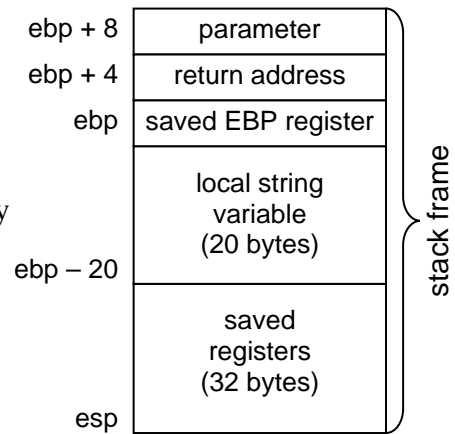 ebp + 8 parameter
ebp + 4 return address
ebp saved EBP register
local string
variable
(20 bytes)
y
ebp – 20
saved
registers
(32 bytes)
esp
stack frame